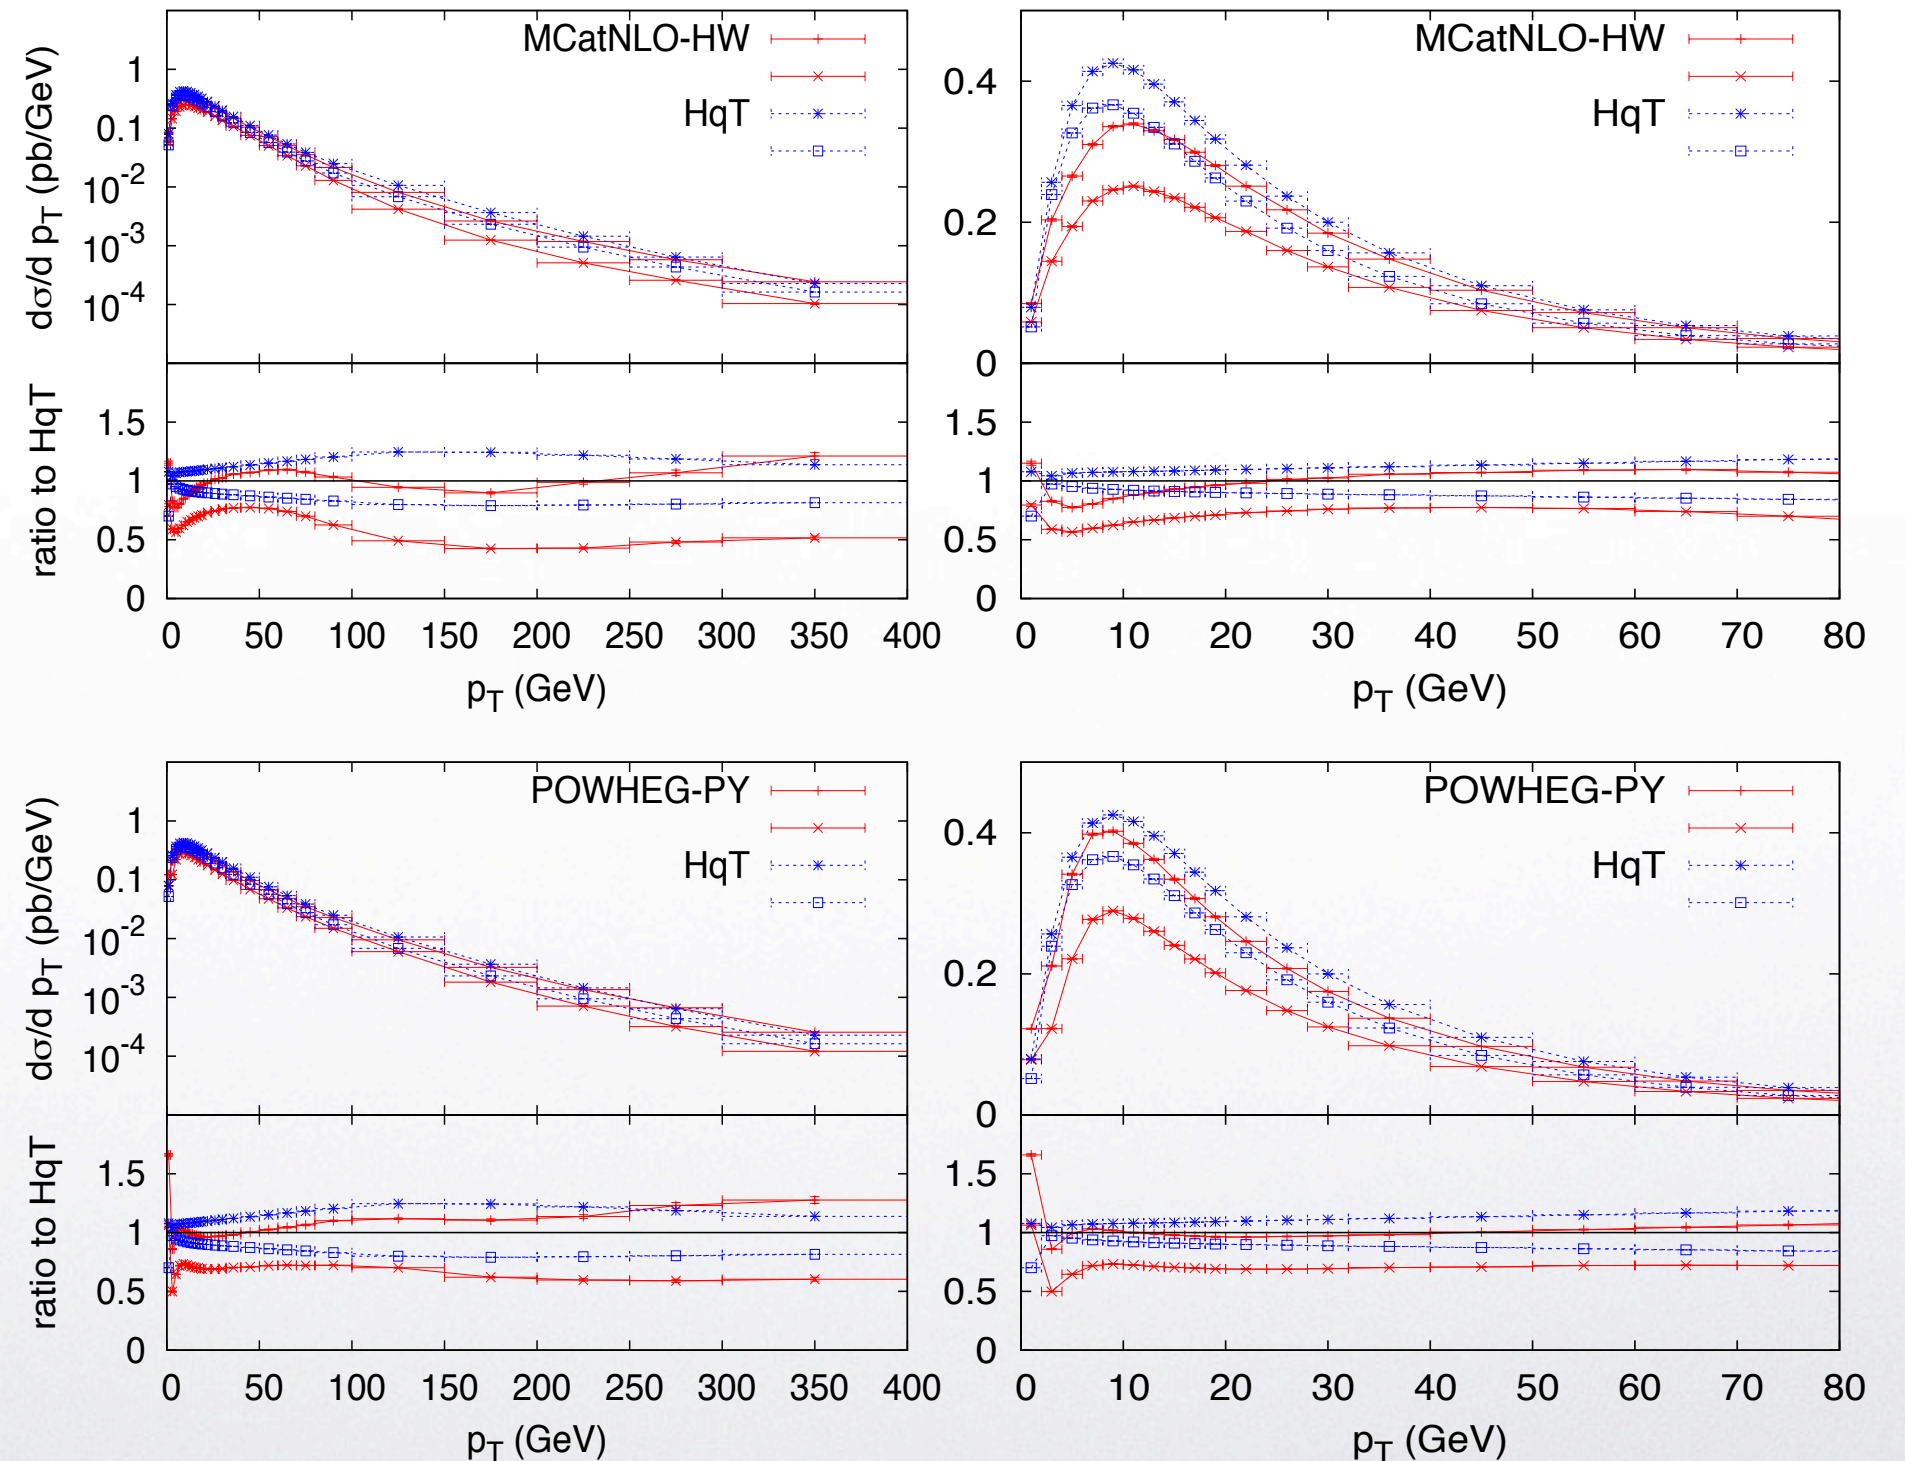 MCatNLO-HW
HqT
dσ/d p_T (pb/GeV)
1
0.1
10^-2
10^-3
10^-4
ratio to HqT
1.5
1
0.5
0
0 50 100 150 200 250 300 350 400
p_T (GeV)
MCatNLO-HW
HqT
0.4
0.2
0
1.5
1
0.5
0
0 10 20 30 40 50 60 70 80
p_T (GeV)
POWHEG-PY
HqT
dσ/d p_T (pb/GeV)
1
0.1
10^-2
10^-3
10^-4
ratio to HqT
1.5
1
0.5
0
0 50 100 150 200 250 300 350 400
p_T (GeV)
POWHEG-PY
HqT
0.4
0.2
0
1.5
1
0.5
0
0 10 20 30 40 50 60 70 80
p_T (GeV)